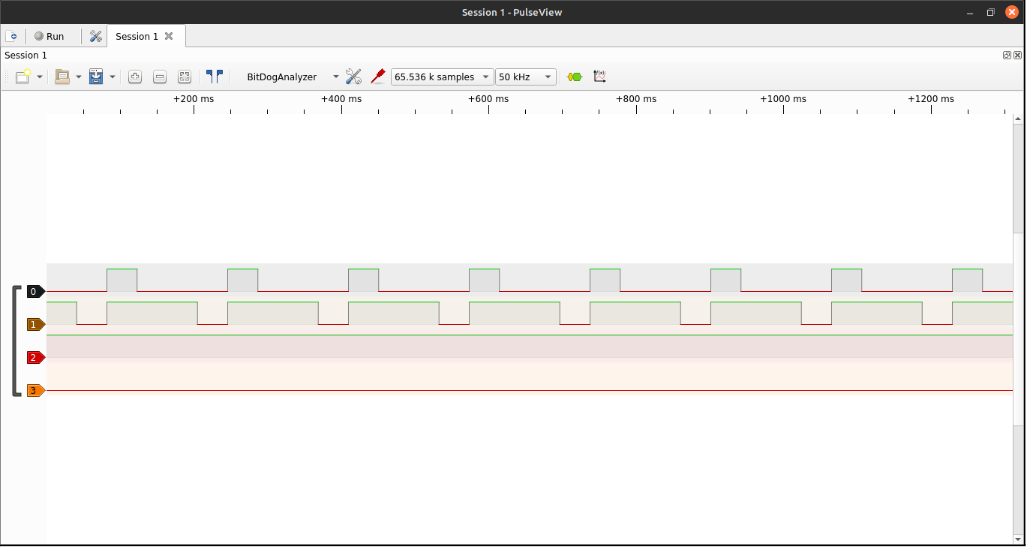 Session 1 - PulseView
Run
Session 1
Session 1
BitDogAnalyzer
65.536 k samples
50 kHz
+200 ms
+400 ms
+600 ms
+800 ms
+1000 ms
+1200 ms
0
1
2
3